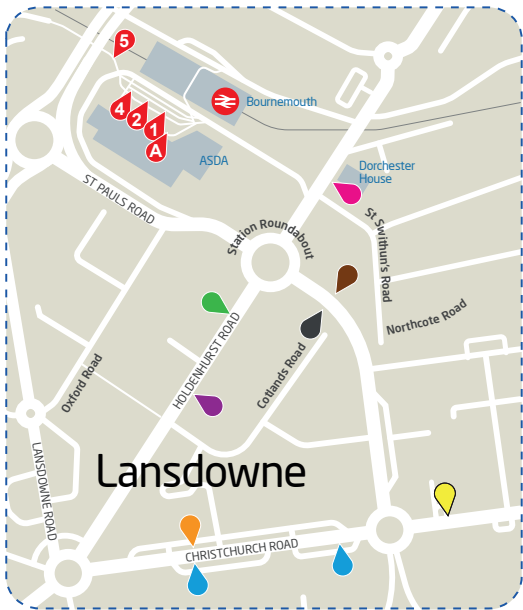 5
4
2
1
A
Bournemouth
ASDA
Dorchester
House
ST PAULS ROAD
Station Roundabout
St Swithun's Road
Northcote Road
HOLDENHURST ROAD
Cotlands Road
Oxford Road
LANSDOWNE ROAD
Lansdowne
CHRISTCHURCH ROAD